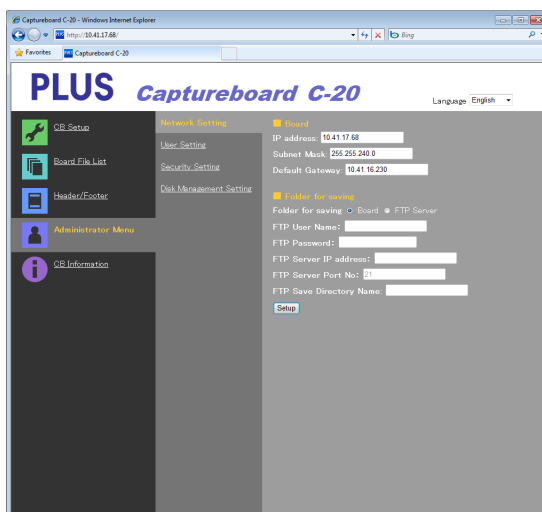 Captureboard C-20 - Windows Internet Explorer
http://10.41.17.68/
Bing
Favorites
Captureboard C-20
PLUS Captureboard C-20
Language English
CB Setup
Board File List
Header/Footer
Administrator Menu
CB Information
Network Setting
User Setting
Security Setting
Disk Management Setting
Board
IP address: 10.41.17.68
Subnet Mask: 255.255.240.0
Default Gateway: 10.41.16.230
Folder for saving
Folder for saving Board FTP Server
FTP User Name:
FTP Password:
FTP Server IP address:
FTP Server Port No: 21
FTP Save Directory Name:
Setup